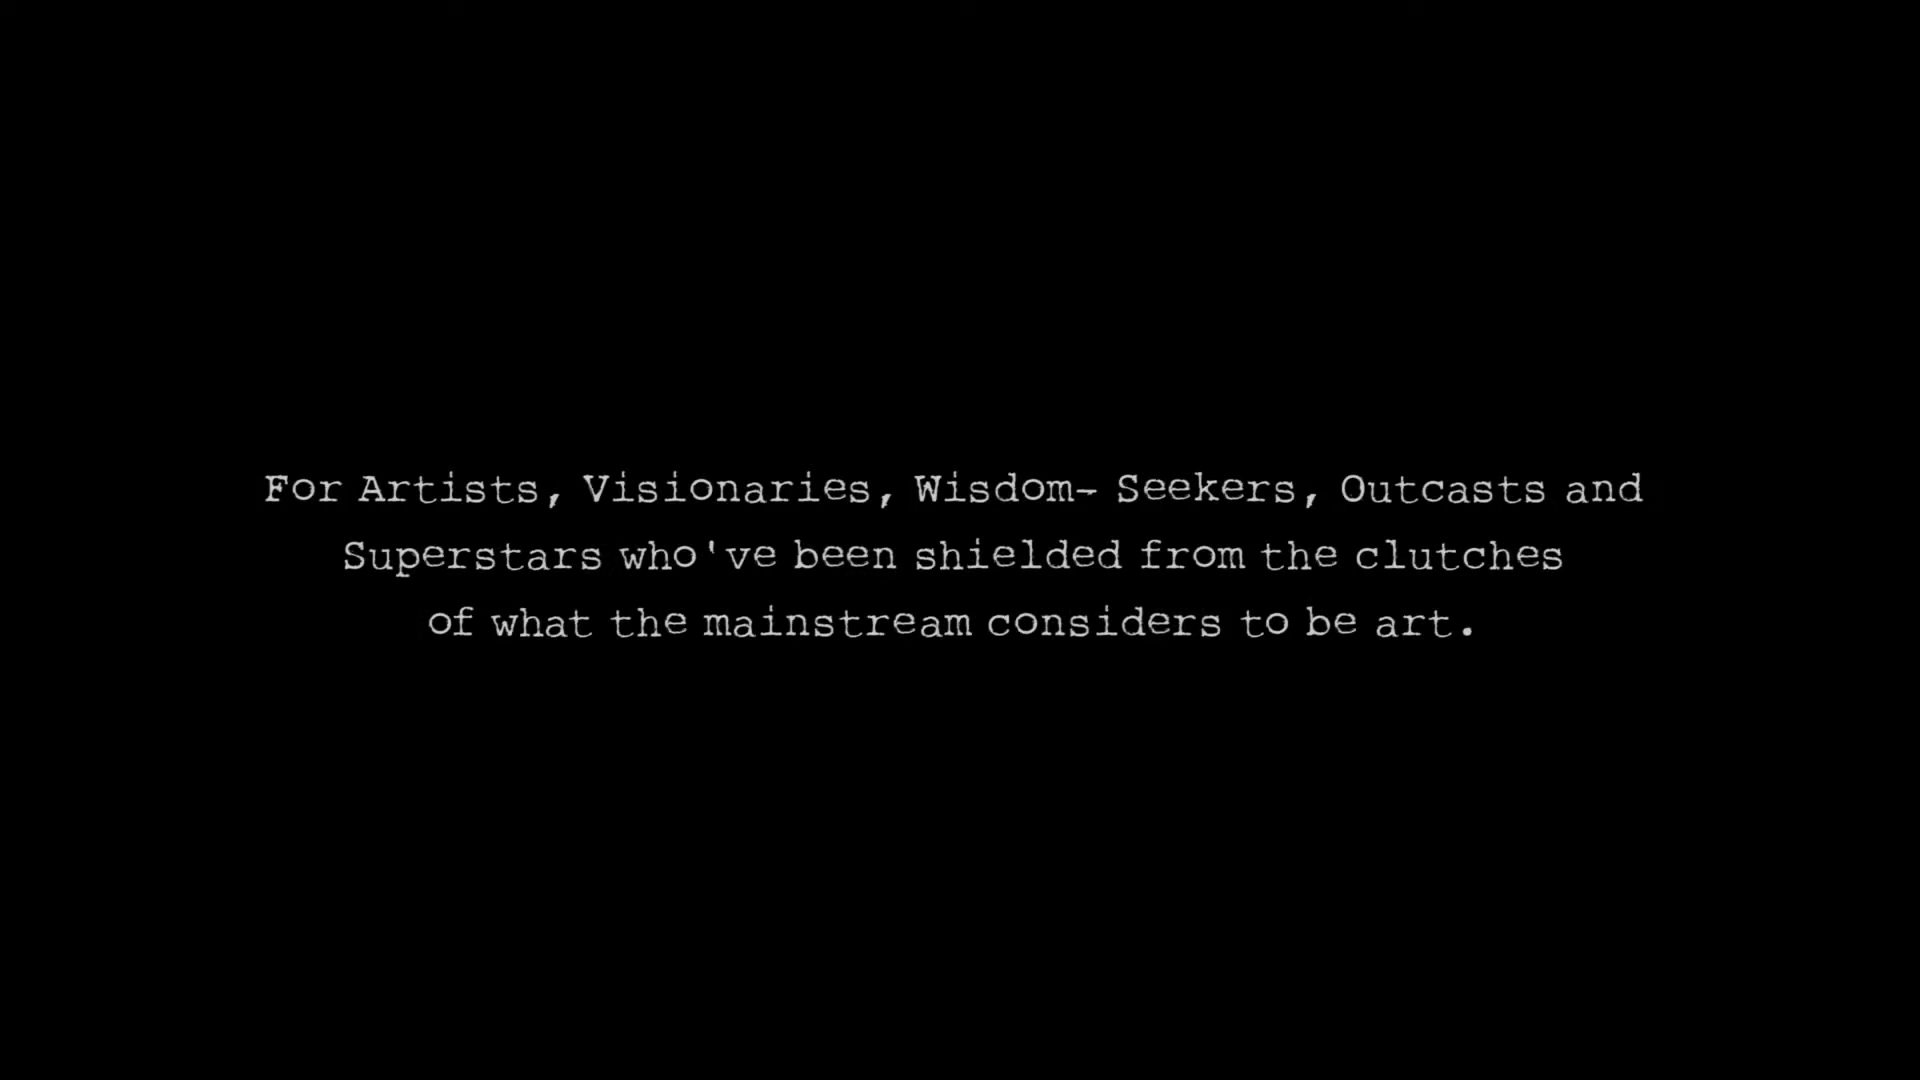 For Artists, Visionaries, Wisdom- Seekers, Outcasts and
Superstars who've been shielded from the clutches
of what the mainstream considers to be art.